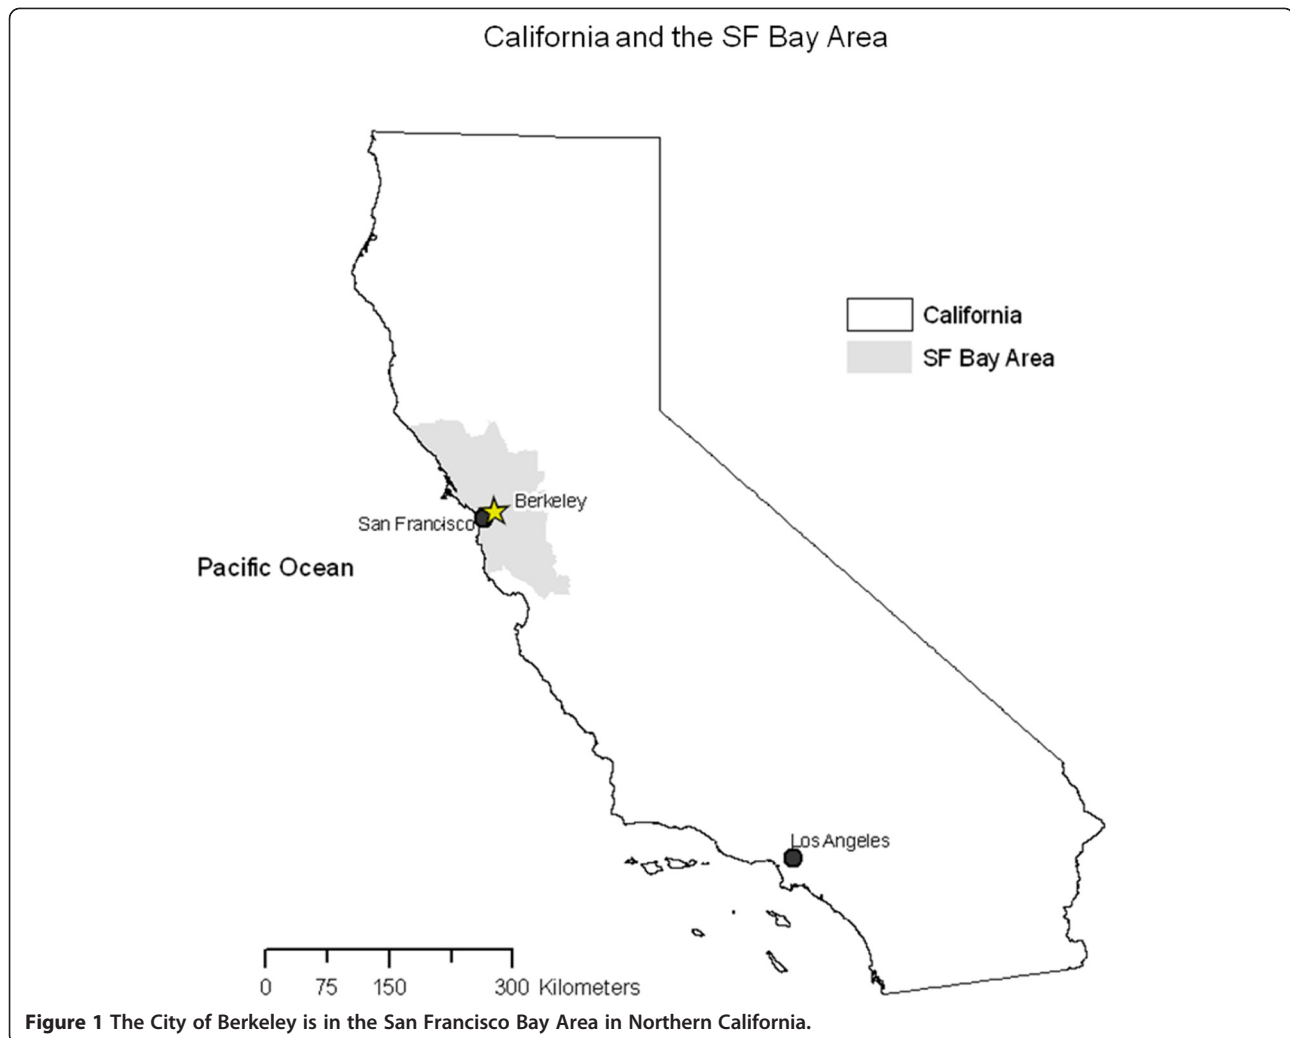 California and the SF Bay Area
California
SF Bay Area
Berkeley
San Francisco
Pacific Ocean
Los Angeles
0 75 150 300 Kilometers
Figure 1 The City of Berkeley is in the San Francisco Bay Area in Northern California.